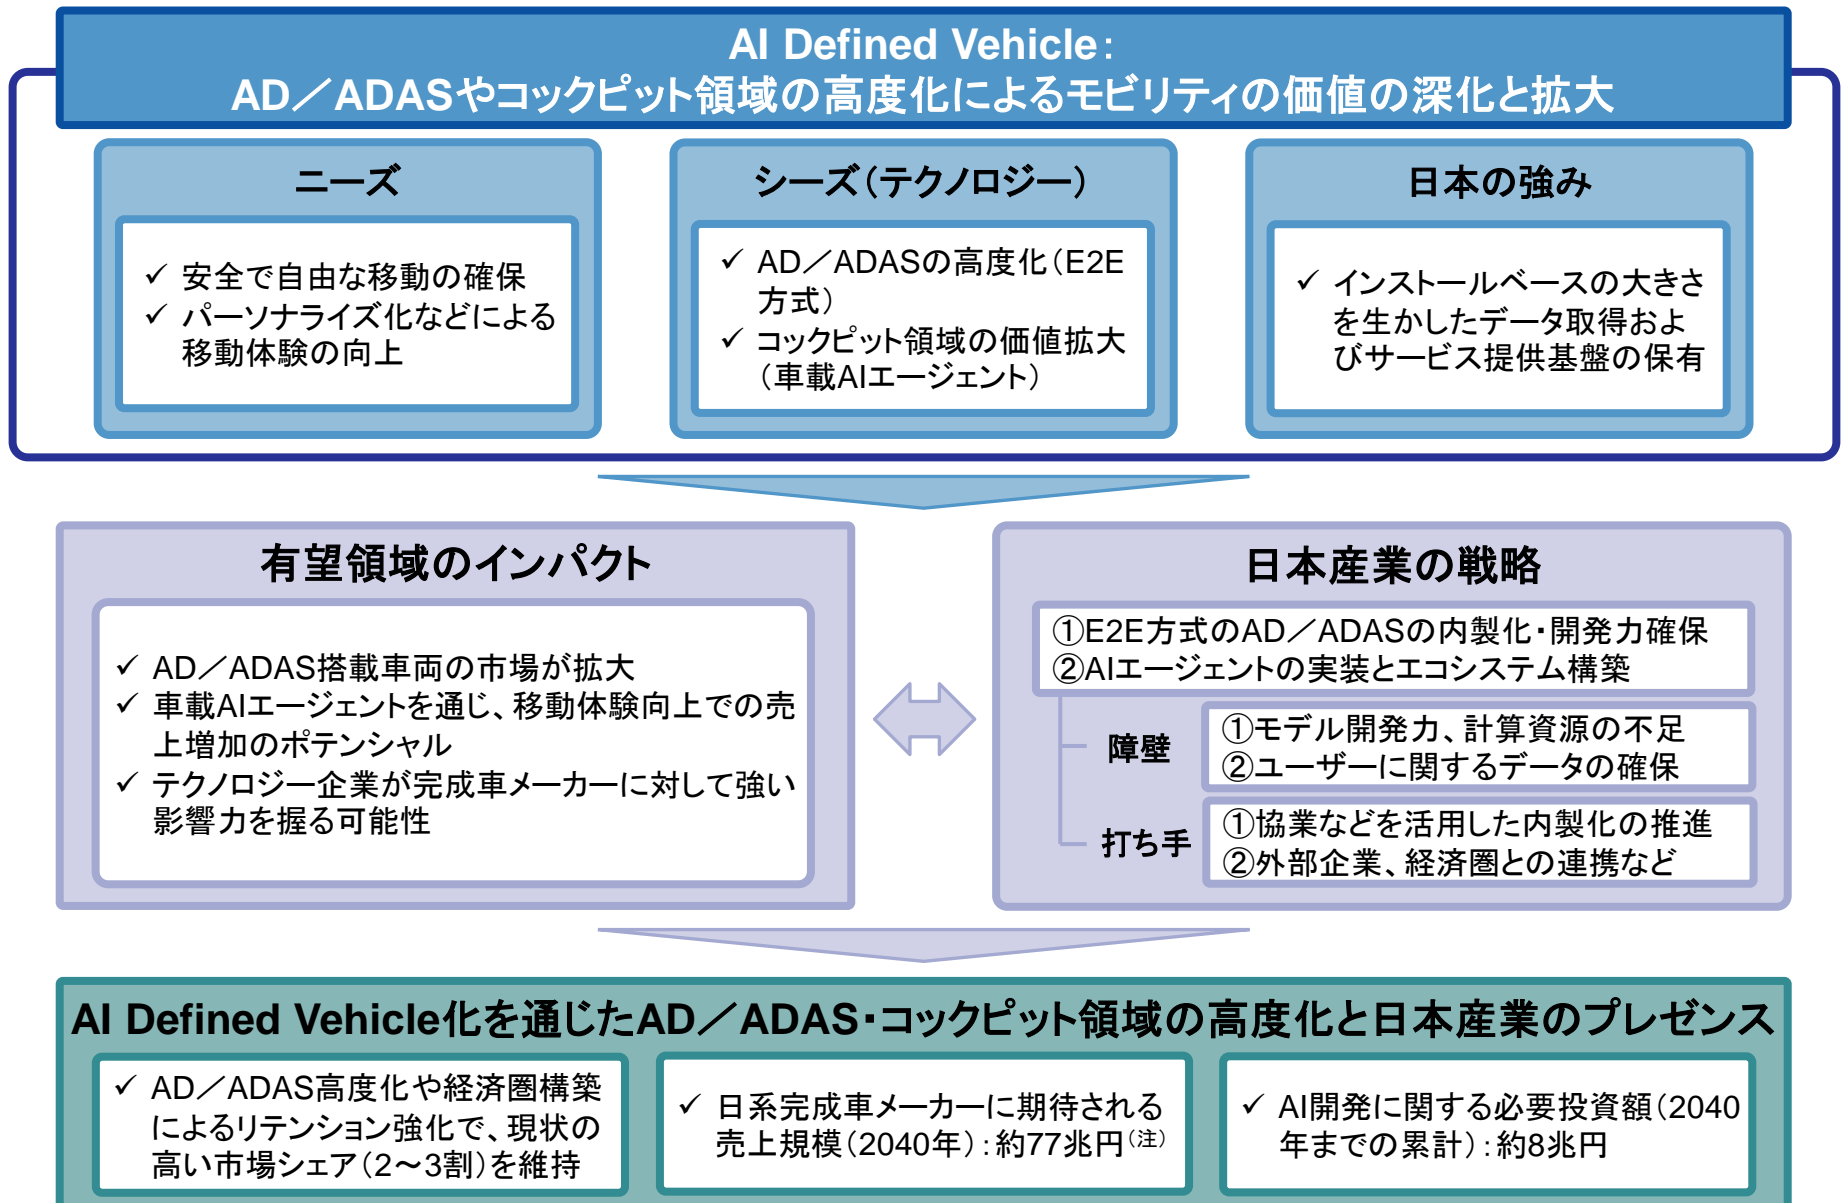 AI Defined Vehicle：
AD／ADASやコックピット領域の高度化によるモビリティの価値の深化と拡大
ニーズ
✓ 安全で自由な移動の確保
✓ パーソナライズ化などによる
移動体験の向上
シーズ（テクノロジー）
✓ AD／ADASの高度化（E2E
方式）
✓ コックピット領域の価値拡大
（車載AIエージェント）
日本の強み
✓ インストールベースの大きさ
を生かしたデータ取得およ
びサービス提供基盤の保有
有望領域のインパクト
✓ AD／ADAS搭載車両の市場が拡大
✓ 車載AIエージェントを通じ、移動体験向上での売
上増加のポテンシャル
✓ テクノロジー企業が完成車メーカーに対して強い
影響力を握る可能性
日本産業の戦略
①E2E方式のAD／ADASの内製化・開発力確保
②AIエージェントの実装とエコシステム構築
障壁
①モデル開発力、計算資源の不足
②ユーザーに関するデータの確保
打ち手
①協業などを活用した内製化の推進
②外部企業、経済圏との連携など
AI Defined Vehicle化を通じたAD／ADAS・コックピット領域の高度化と日本産業のプレゼンス
✓ AD／ADAS高度化や経済圏構築
によるリテンション強化で、現状の
高い市場シェア（2～3割）を維持
✓ 日系完成車メーカーに期待される
売上規模（2040年）：約77兆円（注）
✓ AI開発に関する必要投資額（2040
年までの累計）：約8兆円